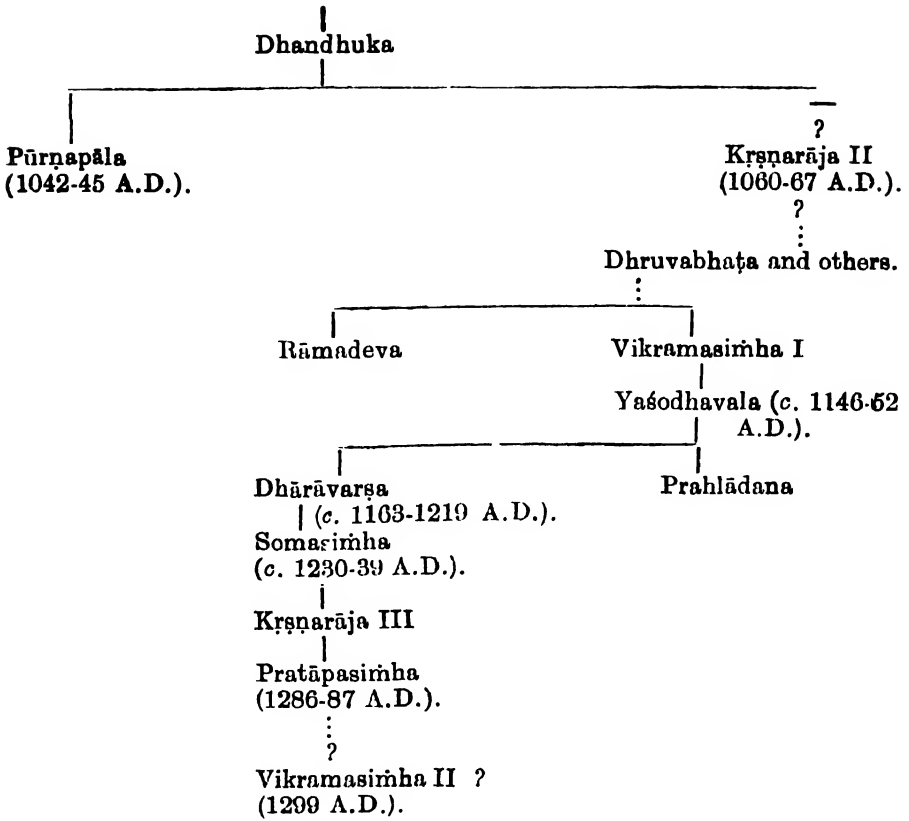 Dhandhuka
?
Pūrṇapāla Kṛṣṇarāja II
(1042-45 A.D.). (1060-67 A.D.).
?
Dhruvabhaṭa and others.
Rāmadeva Vikramasiṁha I
Yaśodhavala (c. 1146-52
A.D.).
Dhārāvarṣa Prahlādana
(c. 1163-1219 A.D.).
Somasiṁha
(c. 1230-39 A.D.).
Kṛṣṇarāja III
Pratāpasiṁha
(1286-87 A.D.).
?
Vikramasiṁha II ?
(1299 A.D.).